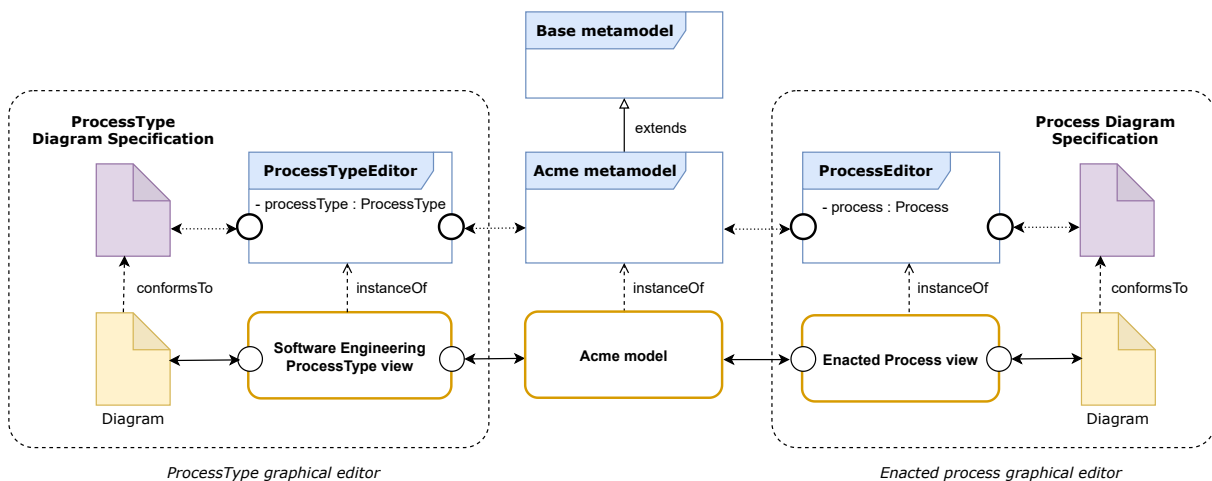 Base metamodel
extends
ProcessType
Diagram Specification
ProcessTypeEditor
- processType : ProcessType
Acme metamodel
ProcessEditor
- process : Process
Process Diagram
Specification
conformsTo
instanceOf
instanceOf
instanceOf
conformsTo
Software Engineering
ProcessType view
Acme model
Enacted Process view
Diagram
Diagram
ProcessType graphical editor
Enacted process graphical editor